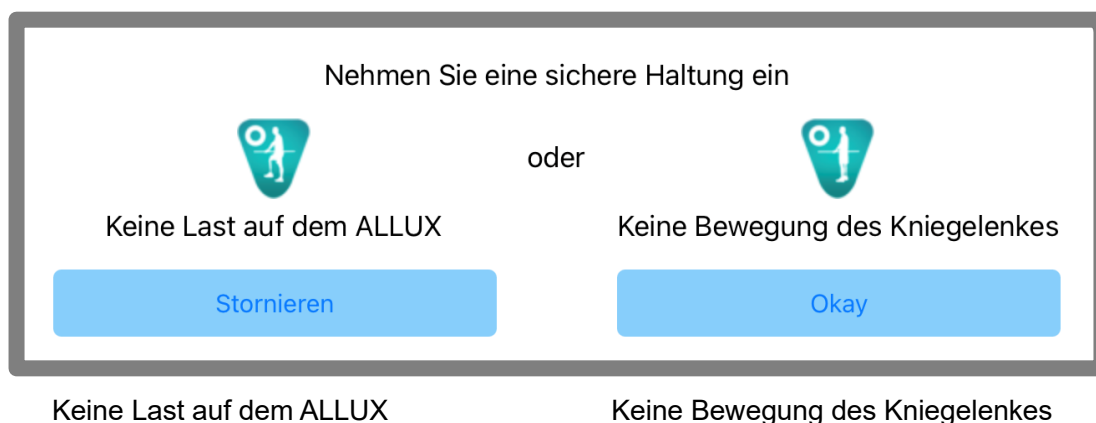 Nehmen Sie eine sichere Haltung ein
oder
Keine Last auf dem ALLUX
Keine Bewegung des Kniegelenkes
Stornieren
Okay
Keine Last auf dem ALLUX
Keine Bewegung des Kniegelenkes